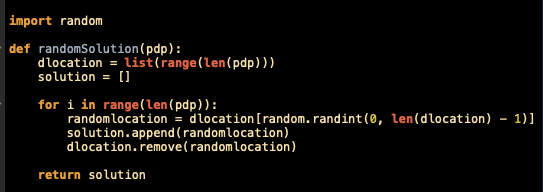 import random
def randomSolution(pdp):
    dlocation = list(range(len(pdp)))
    solution = []
    for i in range(len(pdp)):
        randomlocation = dlocation[random.randint(0, len(dlocation) - 1)]
        solution.append(randomlocation)
        dlocation.remove(randomlocation)
    return solution